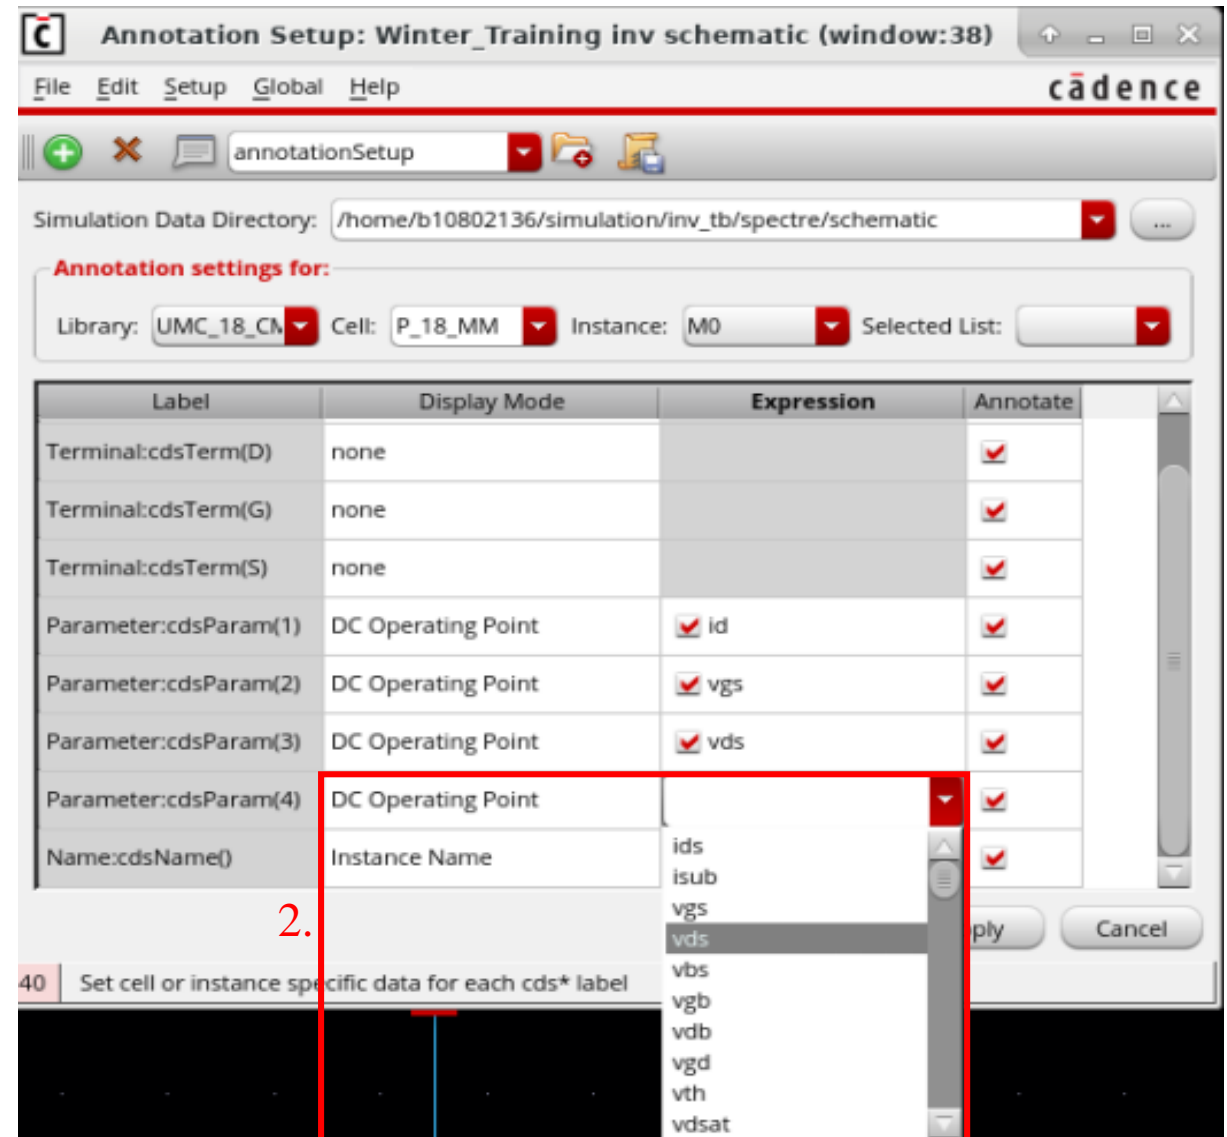 Annotation Setup: Winter_Training inv schematic (window:38)
File Edit Setup Global Help
cādence
annotationSetup
Simulation Data Directory: /home/b10802136/simulation/inv_tb/spectre/schematic ...
Annotation settings for:
Library: UMC_18_CM Cell: P_18_MM Instance: M0 Selected List:
Label Display Mode Expression Annotate
Terminal:cdsTerm(D) none
Terminal:cdsTerm(G) none
Terminal:cdsTerm(S) none
Parameter:cdsParam(1) DC Operating Point id
Parameter:cdsParam(2) DC Operating Point vgs
Parameter:cdsParam(3) DC Operating Point vds
Parameter:cdsParam(4) DC Operating Point
Name:cdsName() Instance Name
ids
isub
vgs
vds
vbs
vgb
vdb
vgd
vth
vdsat
2.
ply Cancel
40 Set cell or instance specific data for each cds* label